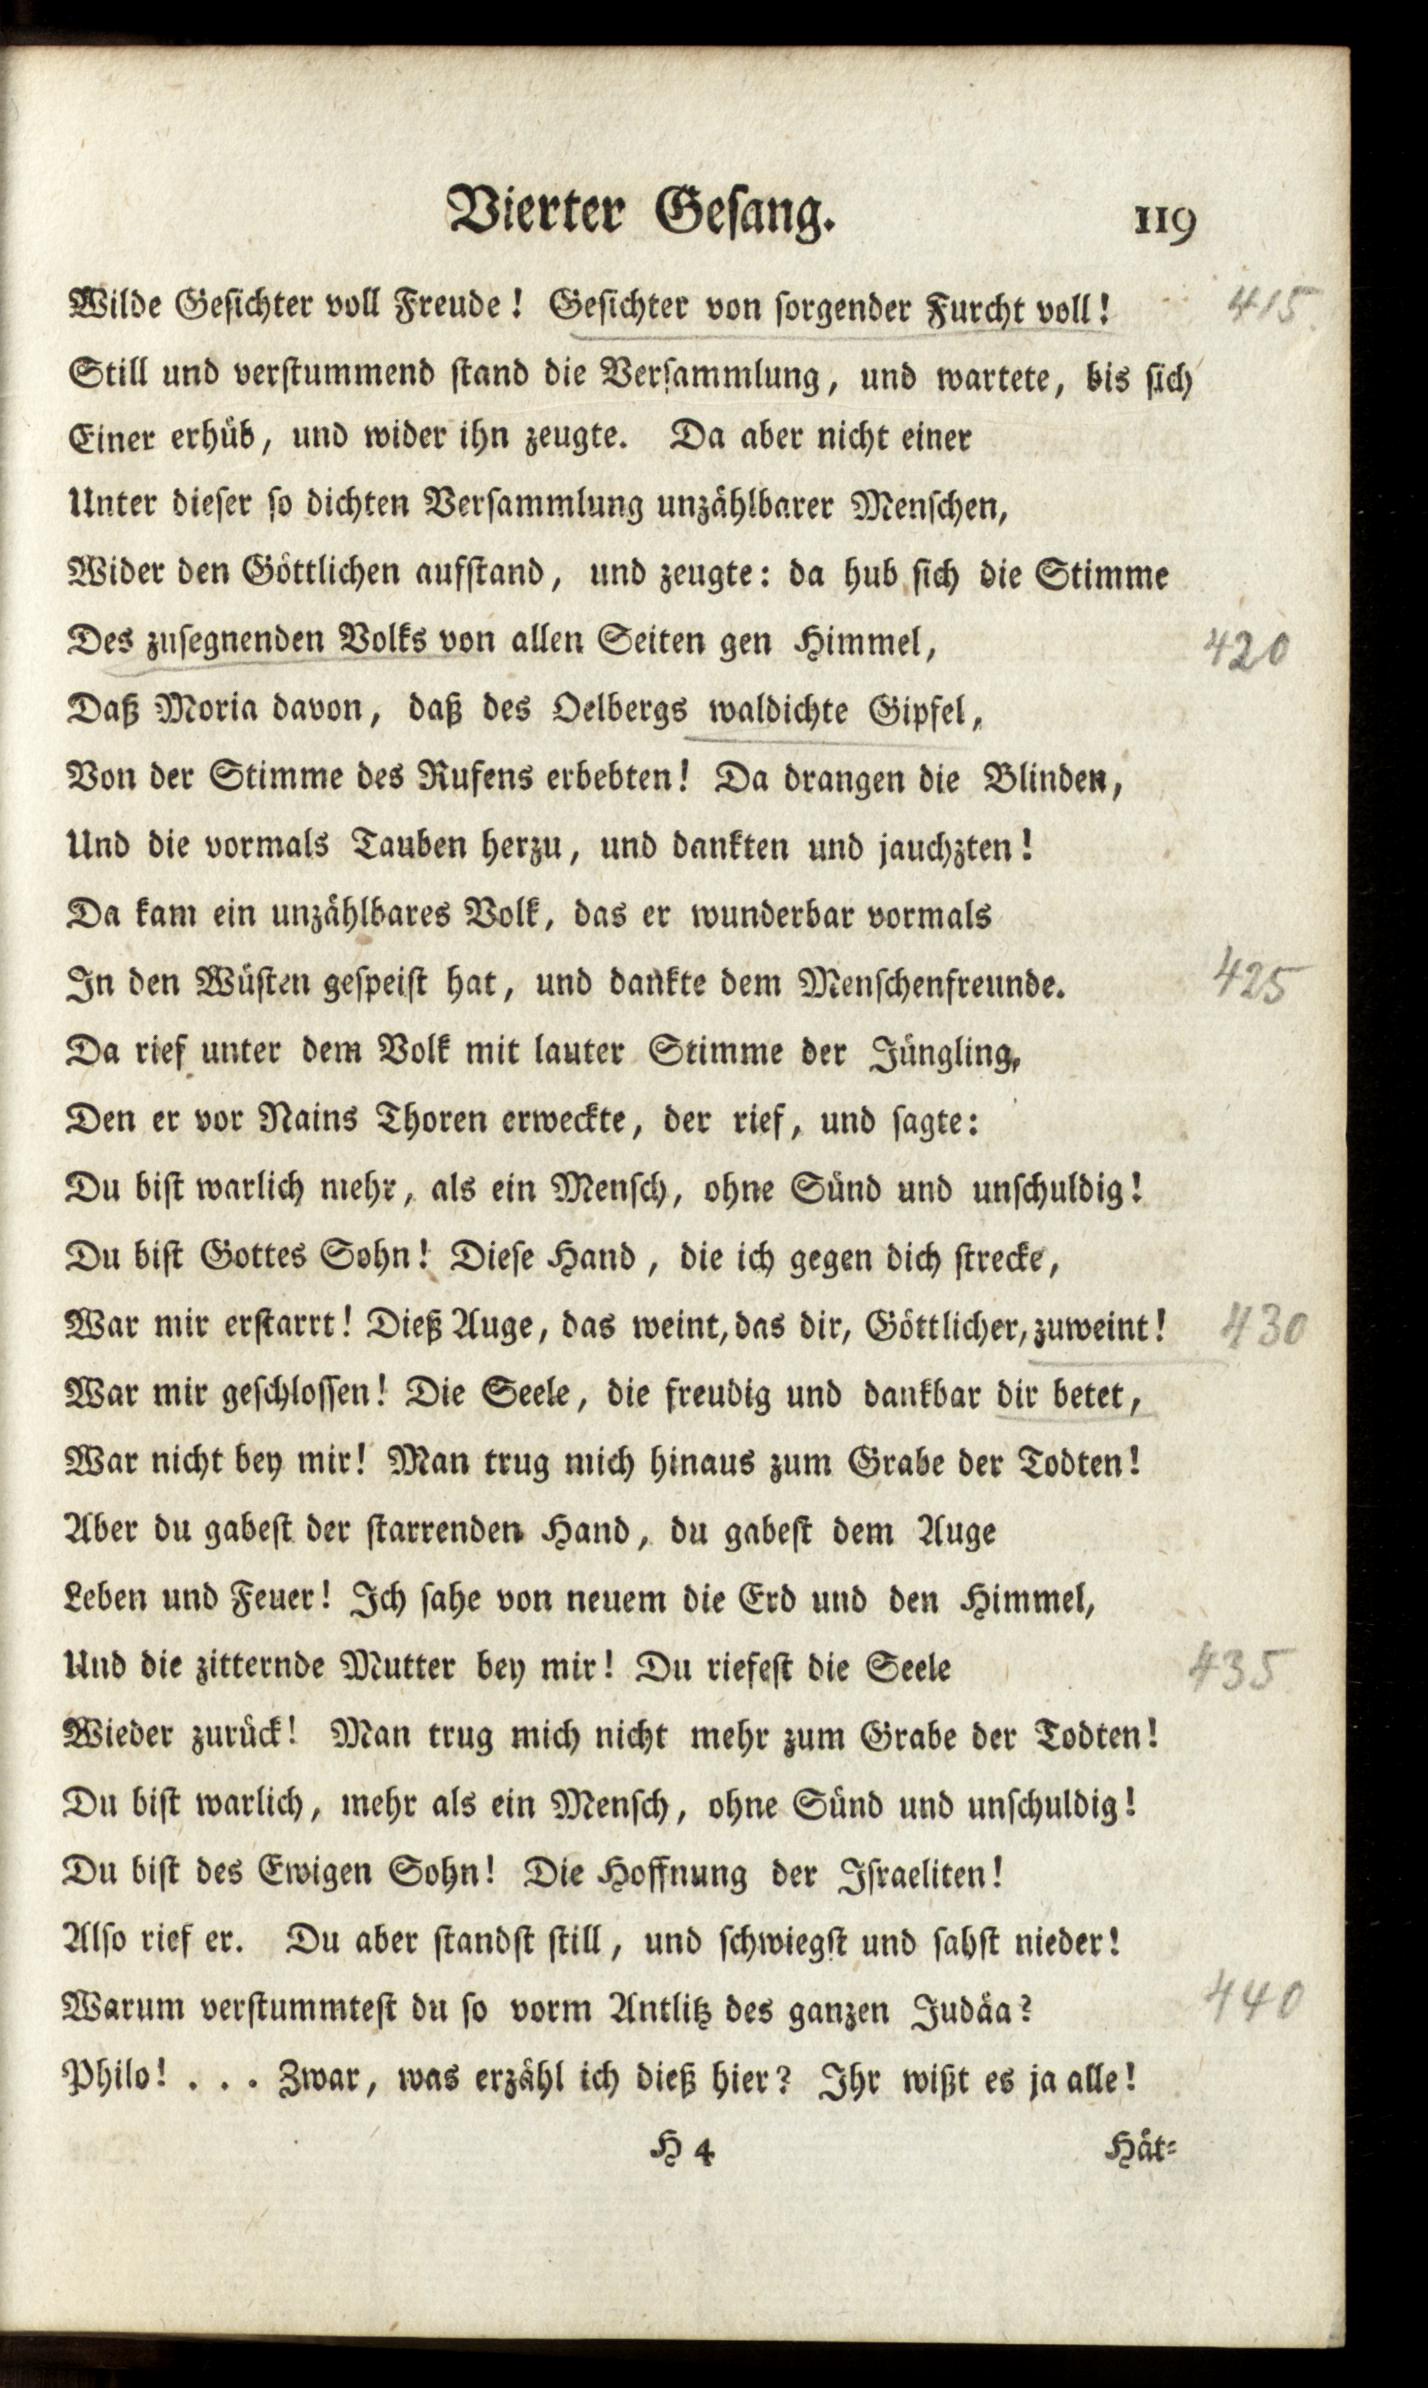 Vierter Gesang. 119
Wilde Gesichter voll Freude! Gesichter von sorgender Furcht voll! 415.
Still und verstummend stand die Versammlung, und wartete, bis sich
Einer erhüb, und wider ihn zeugte. Da aber nicht einer
Unter dieser so dichten Versammlung unzählbarer Menschen,
Wider den Göttlichen aufstand, und zeugte: da hub sich die Stimme
Des zusegnenden Volks von allen Seiten gen Himmel, 420
Daß Moria davon, daß des Oelbergs waldichte Gipfel,
Von der Stimme des Rufens erbebten! Da drangen die Blinden,
Und die vormals Tauben herzu, und dankten und jauchzten!
Da kam ein unzählbares Volk, das er wunderbar vormals
In den Wüsten gespeist hat, und dankte dem Menschenfreunde. 425
Da rief unter dem Volk mit lauter Stimme der Jüngling,
Den er vor Nains Thoren erweckte, der rief, und sagte:
Du bist warlich mehr, als ein Mensch, ohne Sünd und unschuldig!
Du bist Gottes Sohn! Diese Hand, die ich gegen dich strecke,
War mir erstarrt! Dieß Auge, das weint, das dir, Göttlicher, zuweint! 430
War mir geschlossen! Die Seele, die freudig und dankbar dir betet,
War nicht bey mir! Man trug mich hinaus zum Grabe der Todten!
Aber du gabest der starrenden Hand, du gabest dem Auge
Leben und Feuer! Ich sahe von neuem die Erd und den Himmel,
Und die zitternde Mutter bey mir! Du riefest die Seele 435
Wieder zurück! Man trug mich nicht mehr zum Grabe der Todten!
Du bist warlich, mehr als ein Mensch, ohne Sünd und unschuldig!
Du bist des Ewigen Sohn! Die Hoffnung der Israeliten!
Also rief er. Du aber standst still, und schwiegst und sahst nieder!
Warum verstummtest du so vorm Antlitz des ganzen Judäa? 440
Philo! . . . Zwar, was erzähl ich dieß hier? Ihr wißt es ja alle!
H 4 Hät=